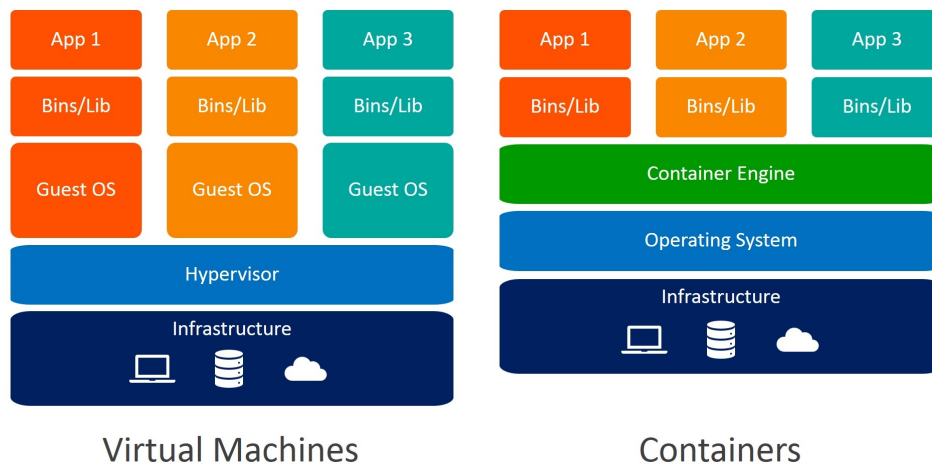 App 1
App 2
App 3
Bins/Lib
Bins/Lib
Bins/Lib
Guest OS
Guest OS
Guest OS
Hypervisor
Infrastructure
Virtual Machines
App 1
App 2
App 3
Bins/Lib
Bins/Lib
Bins/Lib
Container Engine
Operating System
Infrastructure
Containers